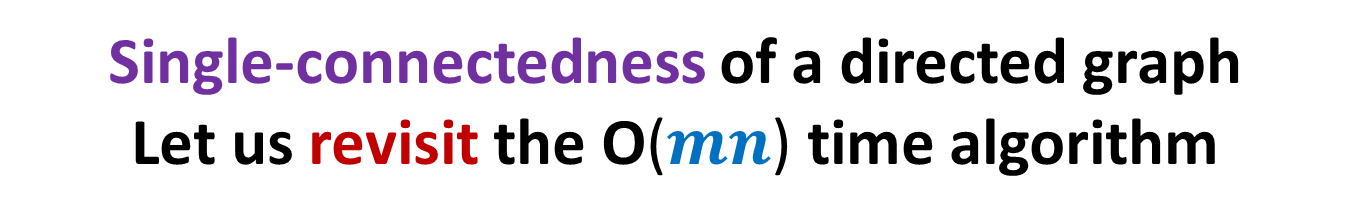 Single-connectedness of a directed graph
Let us revisit the O(mn) time algorithm